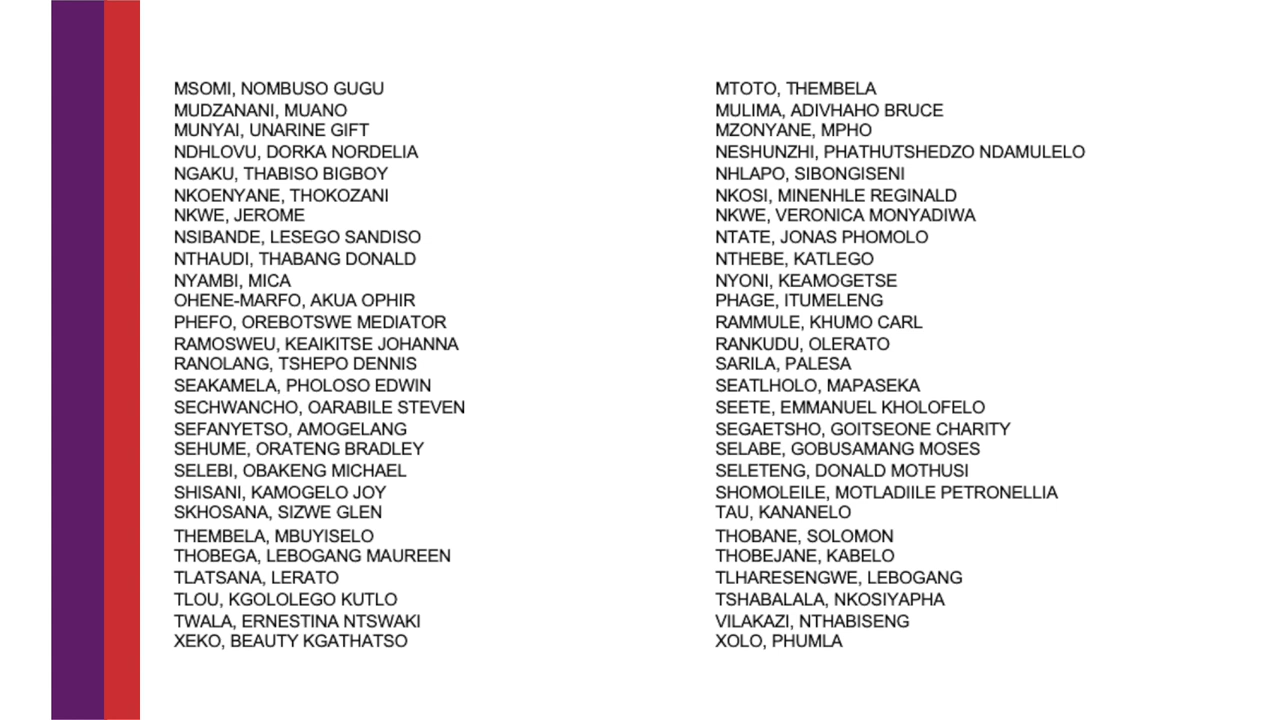 MSOMI, NOMBUSO GUGU
MUDZANANI, MUANO
MUNYAI, UNARINE GIFT
NDHLOVU, DORKA NORDELIA
NGAKU, THABISO BIGBOY
NKOENYANE, THOKOZANI
NKWE, JEROME
NSIBANDE, LESEGO SANDISO
NTHAUDI, THABANG DONALD
NYAMBI, MICA
OHENE-MARFO, AKUA OPHIR
PHEFO, OREBOTSWE MEDIATOR
RAMOSWEU, KEAIKITSE JOHANNA
RANOLANG, TSHEPO DENNIS
SEAKAMELA, PHOLOSO EDWIN
SECHWANCHO, OARABILE STEVEN
SEFANYETSO, AMOGELANG
SEHUME, ORATENG BRADLEY
SELEBI, OBAKENG MICHAEL
SHISANI, KAMOGELO JOY
SKHOSANA, SIZWE GLEN
THEMBELA, MBUYISELO
THOBEGA, LEBOGANG MAUREEN
TLATSANA, LERATO
TLOU, KGOLOLEGO KUTLO
TWALA, ERNESTINA NTSWAKI
XEKO, BEAUTY KGATHATSO
MTOTO, THEMBELA
MULIMA, ADIVHAHO BRUCE
MZONYANE, MPHO
NESHUNZHI, PHATHUTSHEDZO NDAMULELO
NHLAPO, SIBONGISENI
NKOSI, MINENHLE REGINALD
NKWE, VERONICA MONYADIWA
NTATE, JONAS PHOMOLO
NTHEBE, KATLEGO
NYONI, KEAMOGETSE
PHAGE, ITUMELENG
RAMMULE, KHUMO CARL
RANKUDU, OLERATO
SARILA, PALESA
SEATLHOLO, MAPASEKA
SEETE, EMMANUEL KHOLOFELO
SEGAETSHO, GOITSEONE CHARITY
SELABE, GOBUSAMANG MOSES
SELETENG, DONALD MOTHUSI
SHOMOLEILE, MOTLADIILE PETRONELLIA
TAU, KANANELO
THOBANE, SOLOMON
THOBEJANE, KABELO
TLHARESENGWE, LEBOGANG
TSHABALALA, NKOSIYAPHA
VILAKAZI, NTHABISENG
XOLO, PHUMLA